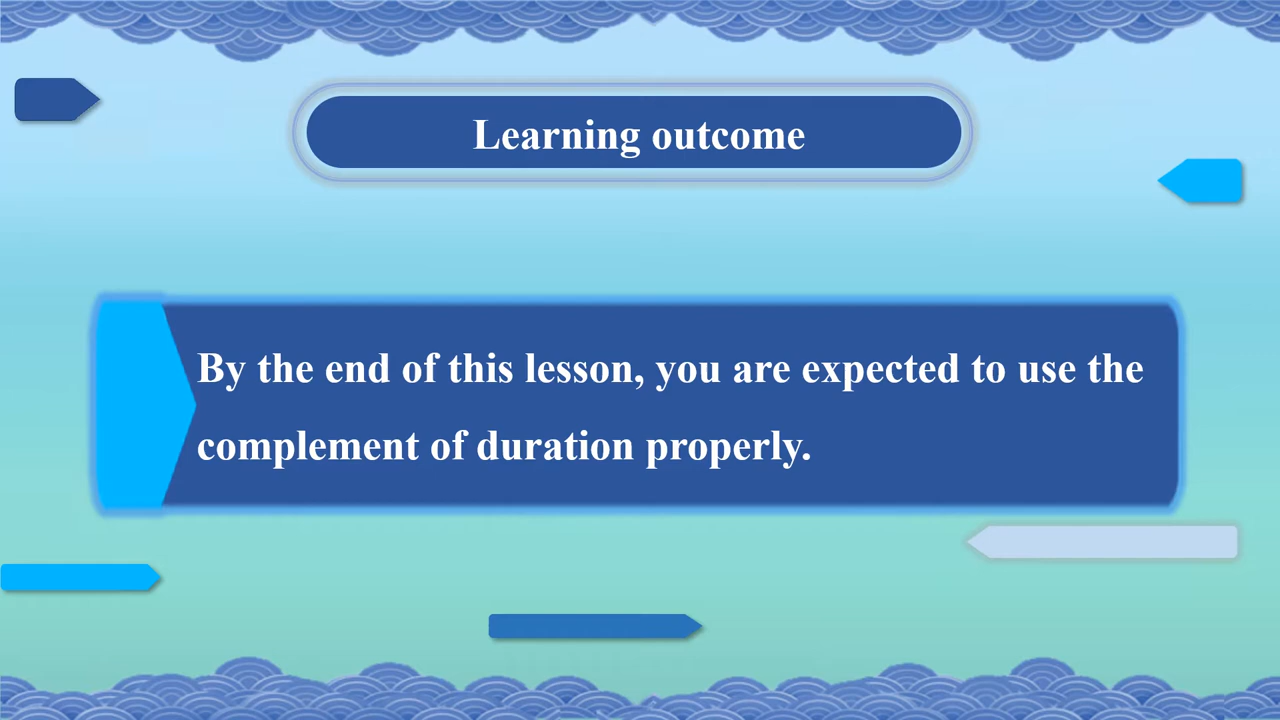 Learning outcome
By the end of this lesson, you are expected to use the
complement of duration properly.